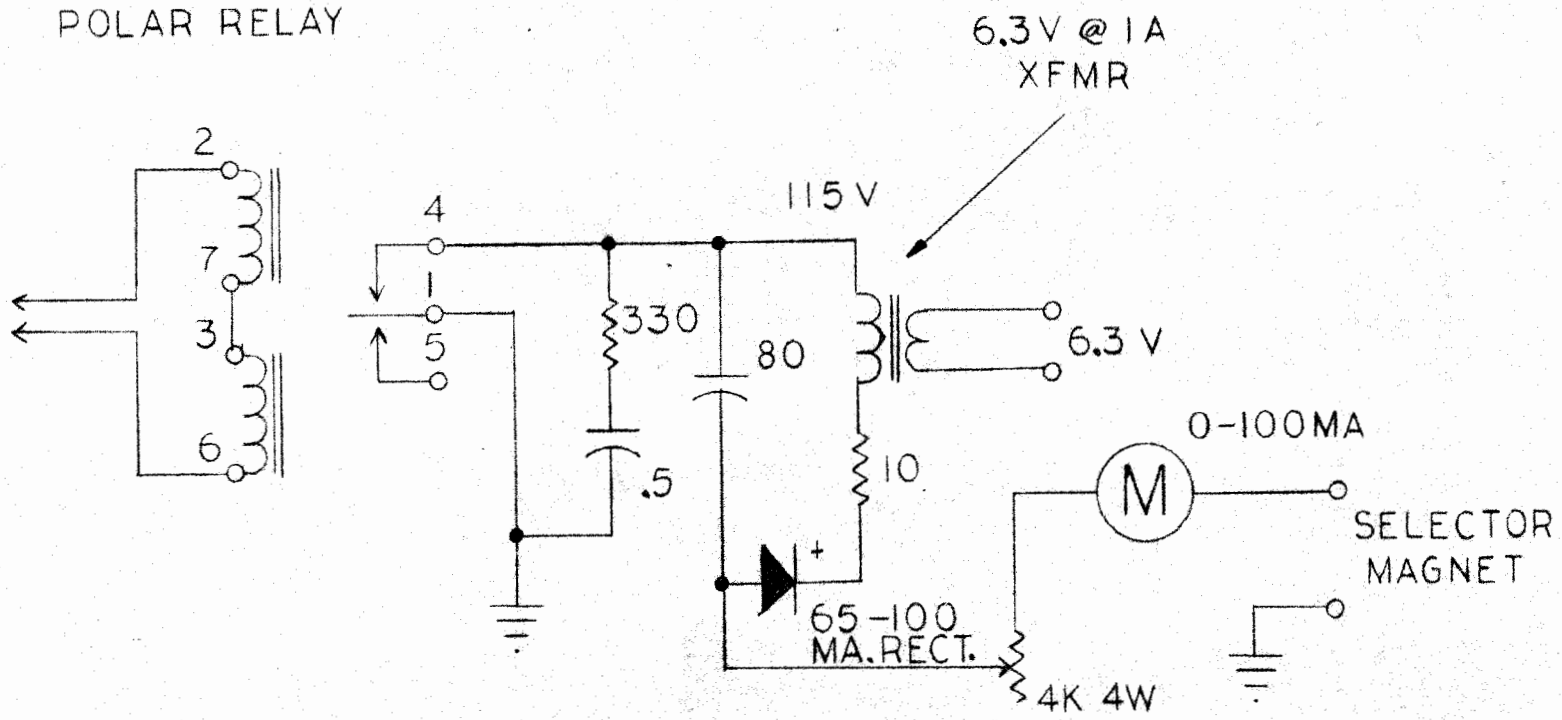 POLAR RELAY
6.3V @ 1A
XFMR
2
7
3
6
4
1
5
115 V
330
.5
80
6.3 V
10
+
65-100
MA. RECT.
0-100MA
M
SELECTOR
MAGNET
4K 4W